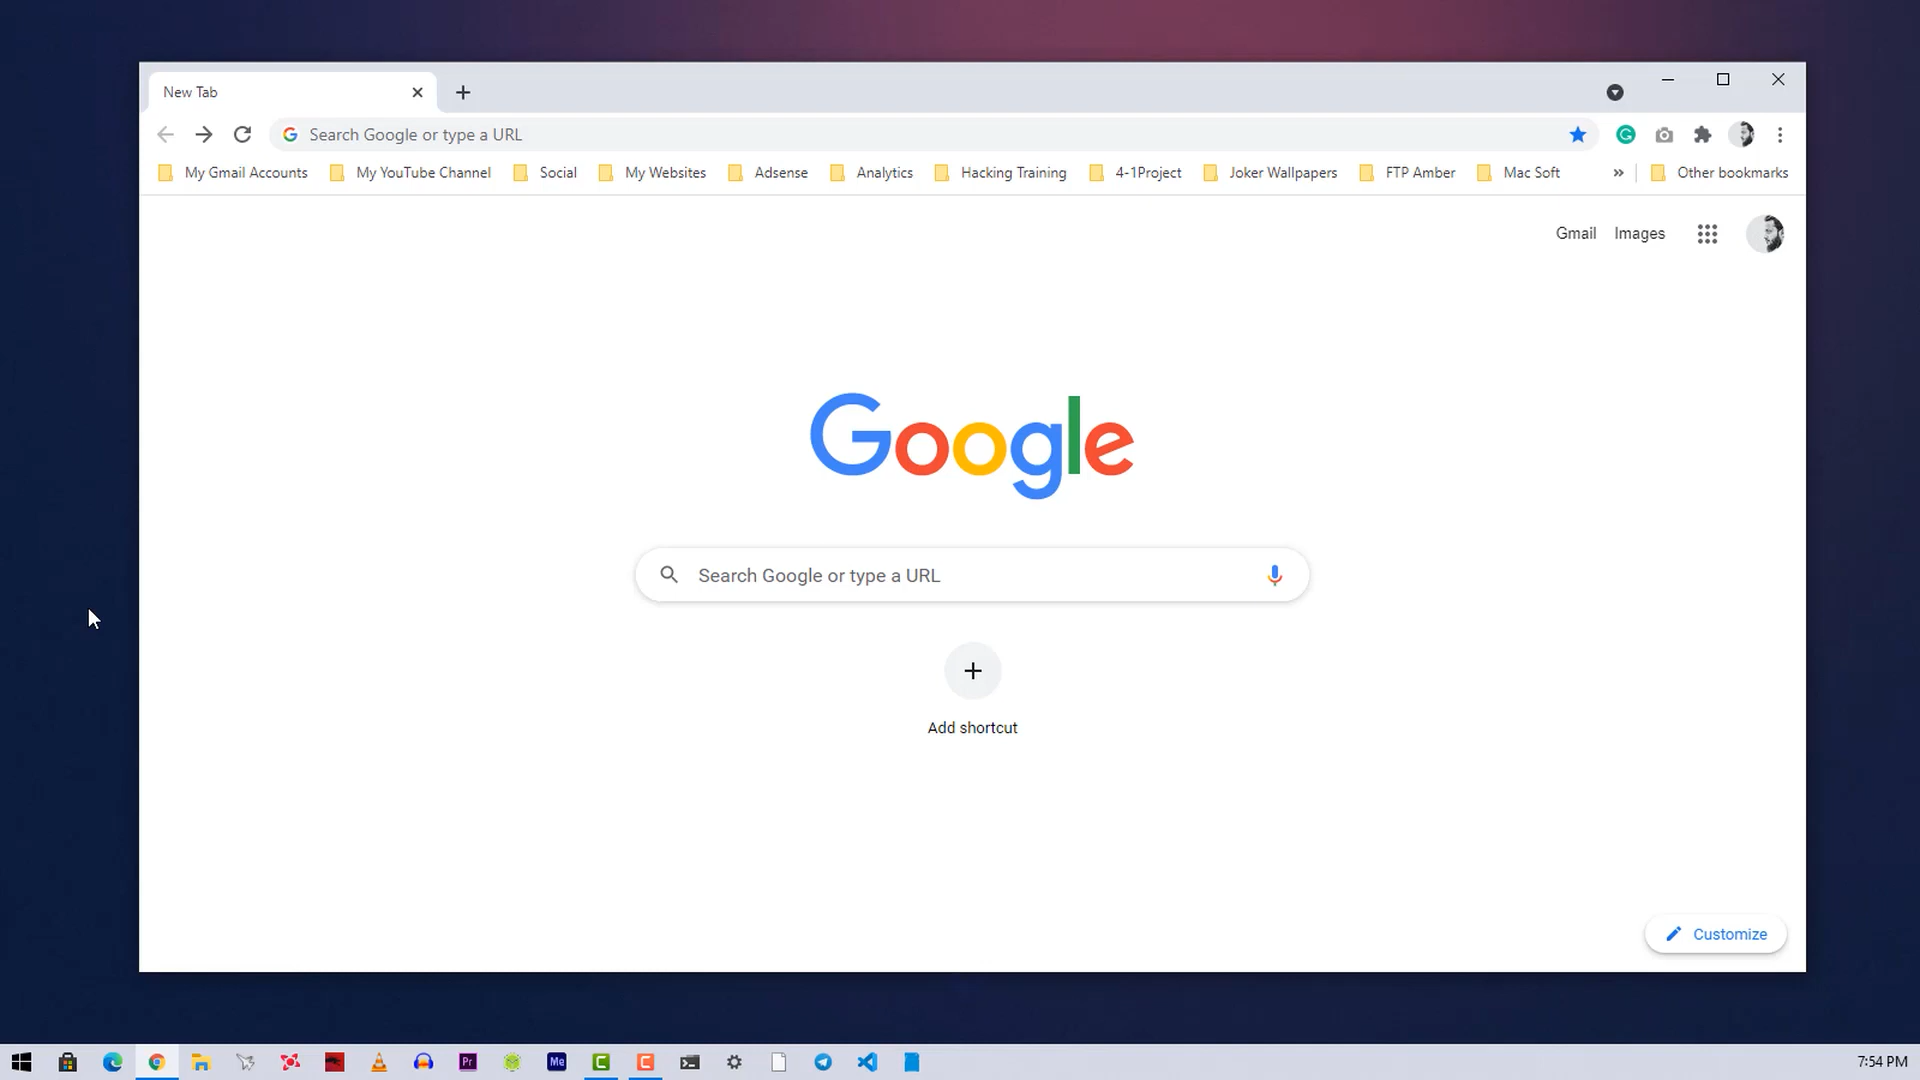 New Tab
Search Google or type a URL
My Gmail Accounts My YouTube Channel Social My Websites Adsense Analytics Hacking Training 4-1Project Joker Wallpapers FTP Amber Mac Soft » Other bookmarks
Gmail Images
Google
Search Google or type a URL
Add shortcut
Customize
Pr Me C C 7:54 PM